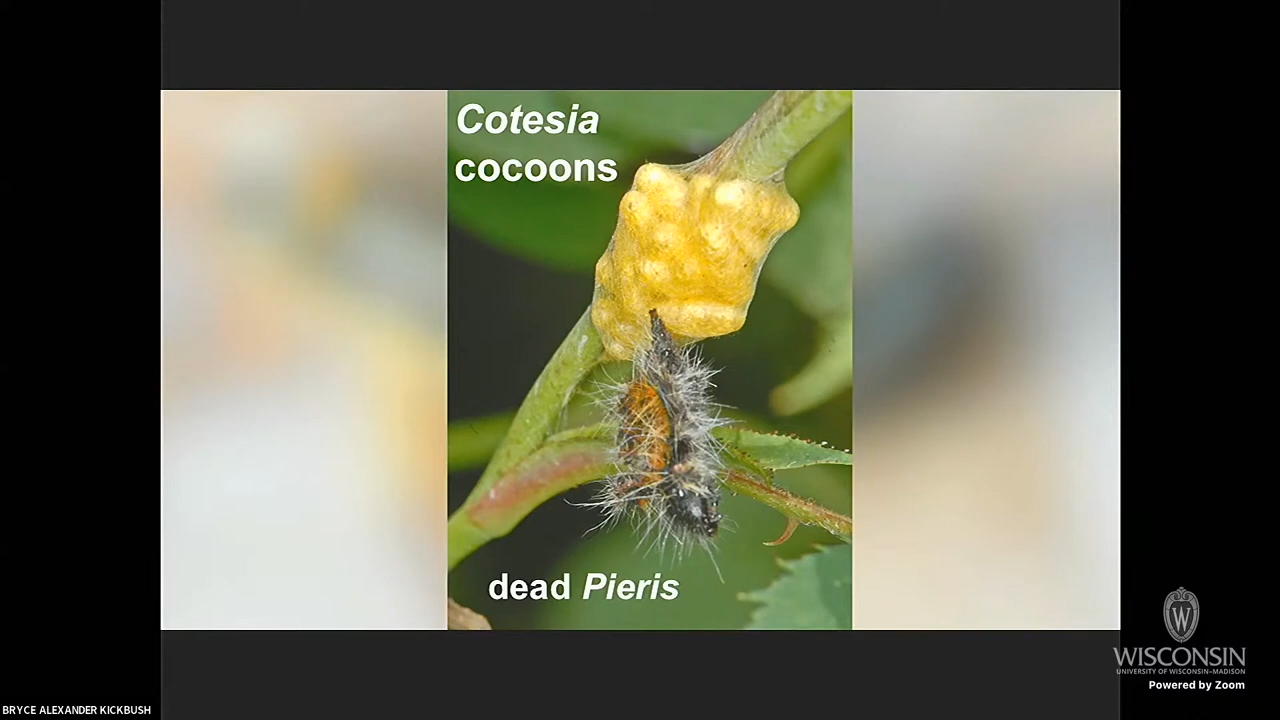 Cotesia
cocoons
dead Pieris
W
WISCONSIN
UNIVERSITY OF WISCONSIN–MADISON
Powered by Zoom
BRYCE ALEXANDER KICKBUSH